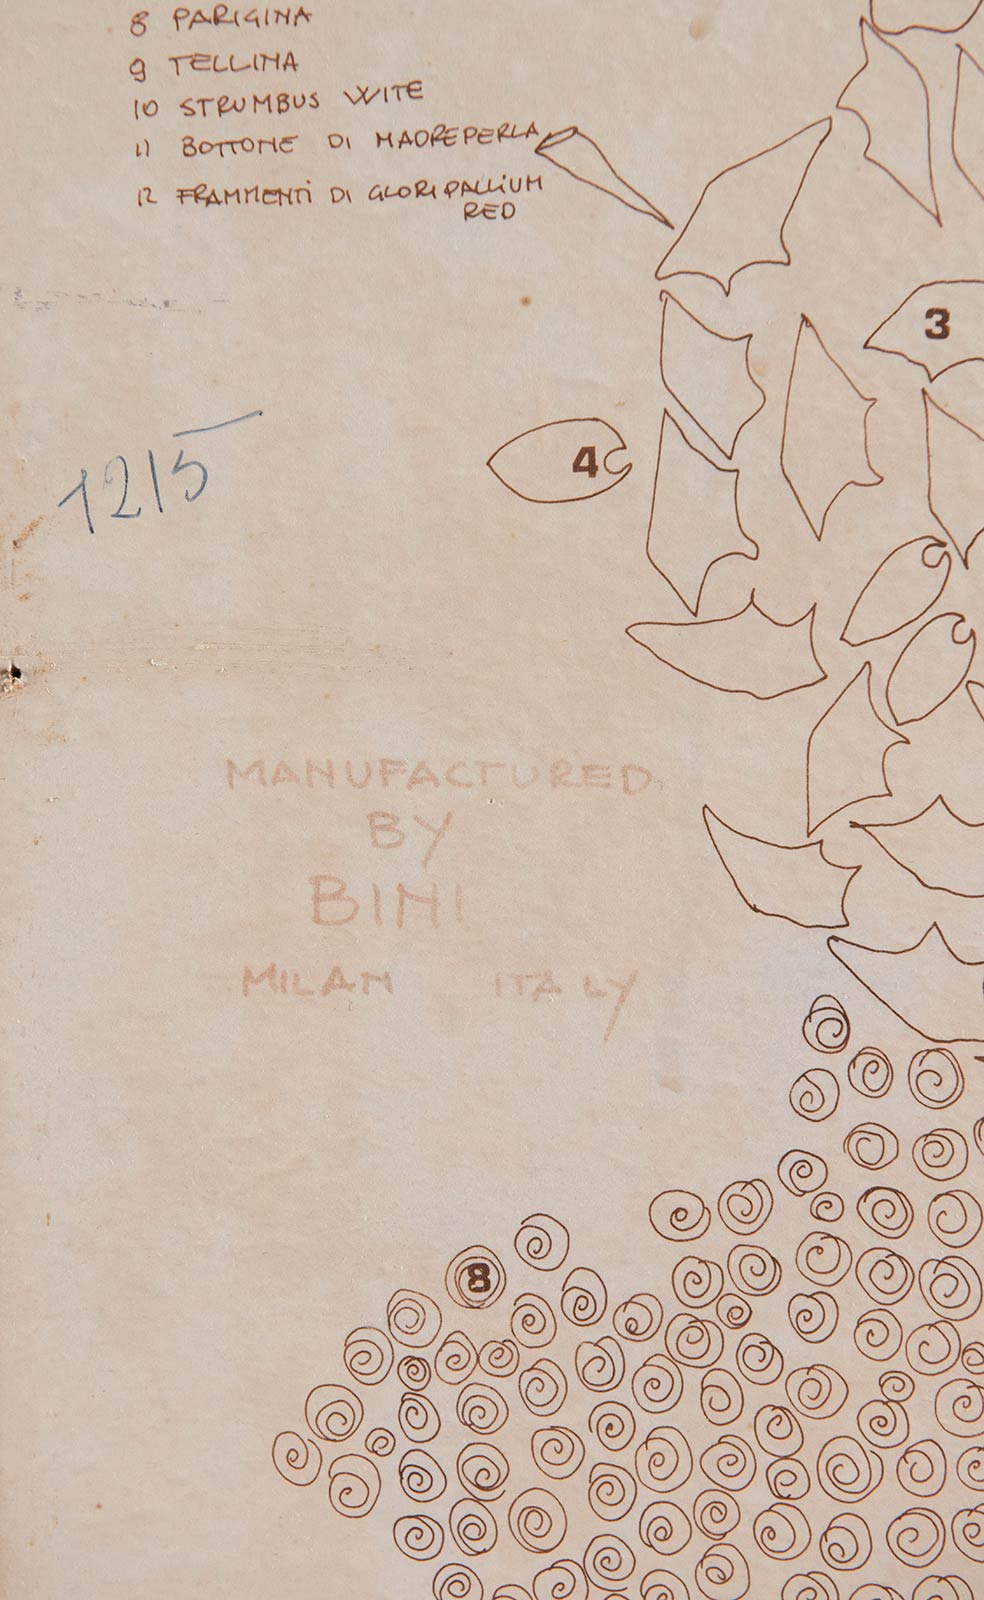 8 PARIGINA
9 TELLINA
10 STRUMBUS WITE
11 BOTTONE DI MADREPERLA
12 FRAMMENTI DI GLORIPALLIUM
RED
3
4
1215
MANUFACTURED
BY
BINI
MILAN ITALY
8